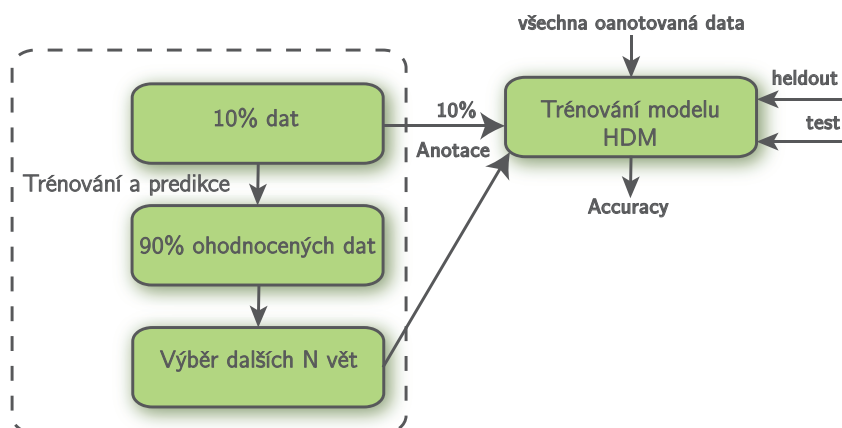 všechna oanotovaná data
10% dat
10%
Anotace
Trénování modelu
HDM
heldout
test
Trénování a predikce
Accuracy
90% ohodnocených dat
Výběr dalších N vět